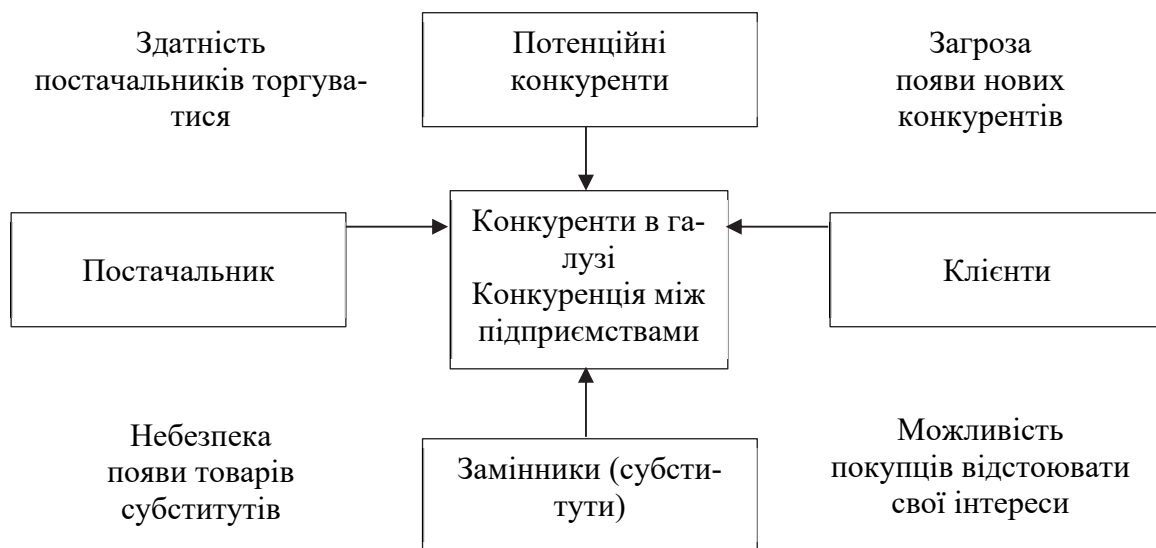 Здатність
постачальників торгува-
тися
Потенційні
конкуренти
Загроза
появи нових
конкурентів
Постачальник
Конкуренти в га-
лузі
Конкуренція між
підприємствами
Клієнти
Небезпека
появи товарів
субститутів
Замінники (субсти-
тути)
Можливість
покупців відстоювати
свої інтереси